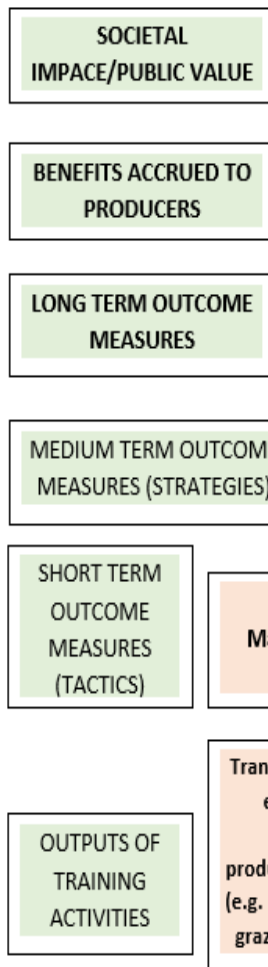 SOCIETAL
IMPACE/PUBLIC VALUE
BENEFITS ACCRUED TO
PRODUCERS
LONG TERM OUTCOME
MEASURES
MEDIUM TERM OUTCOM
MEASURES (STRATEGIES)
SHORT TERM
OUTCOME
MEASURES
(TACTICS)
OUTPUTS OF
TRAINING
ACTIVITIES
(e.g.